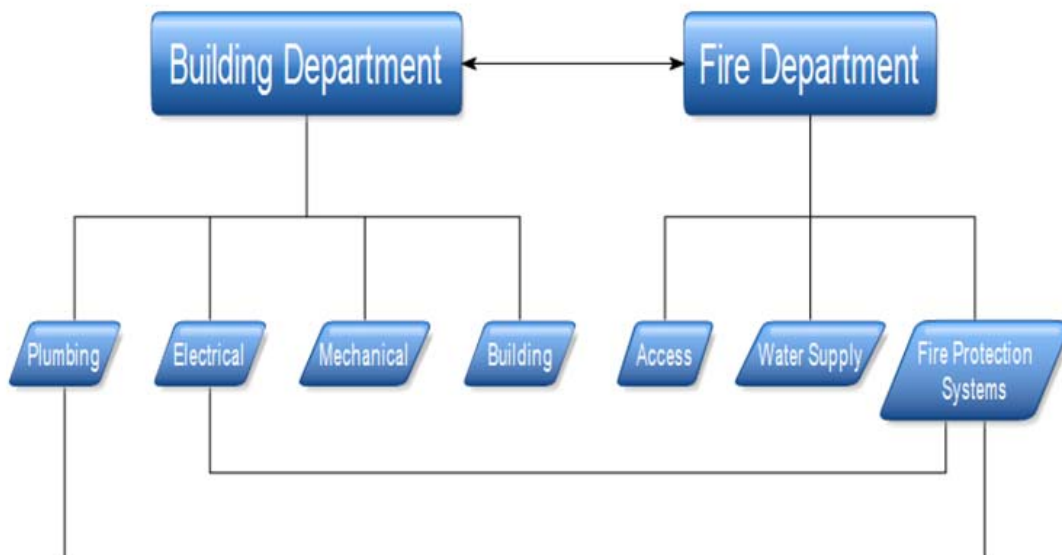 Building Department
Fire Department
Plumbing
Electrical
Mechanical
Building
Access
Water Supply
Fire Protection
Systems